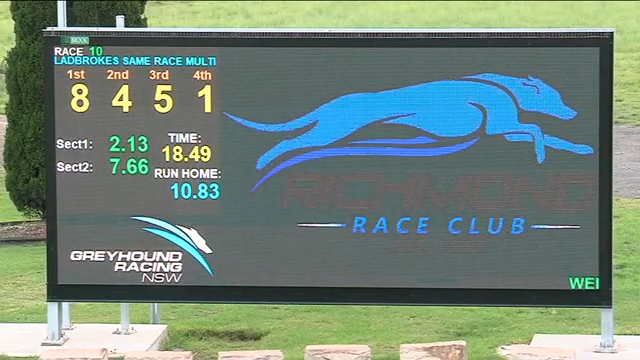 BROOS
RACE 10
LADBROKES SAME RACE MULTI
1st 2nd 3rd 4th
8 4 5 1
Sect1: 2.13
Sect2: 7.66
TIME:
18.49
RUN HOME:
10.83
RICHMOND
RACE CLUB
GREYHOUND
RACING
NSW
WEI